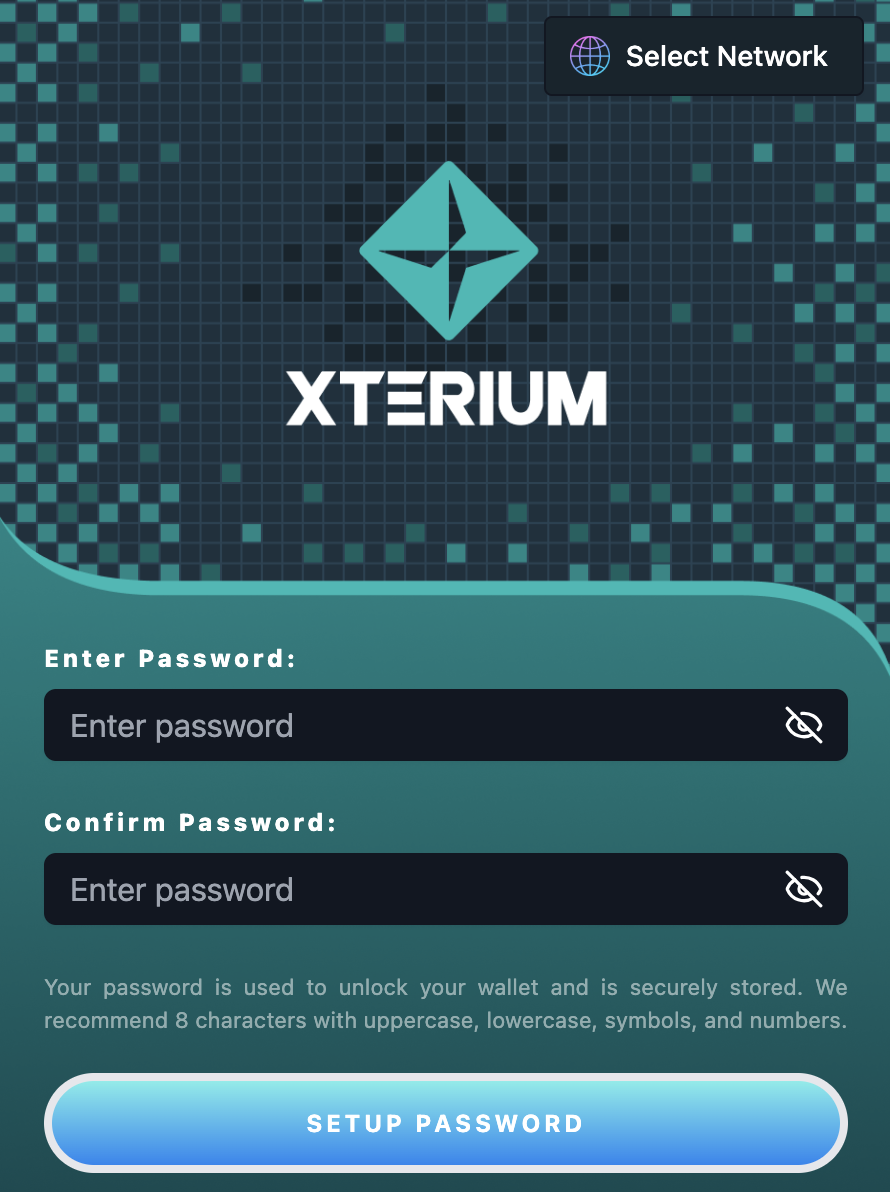 Select Network
XTERIUM
Enter Password:
Enter password
Confirm Password:
Enter password
Your password is used to unlock your wallet and is securely stored. We
recommend 8 characters with uppercase, lowercase, symbols, and numbers.
SETUP PASSWORD